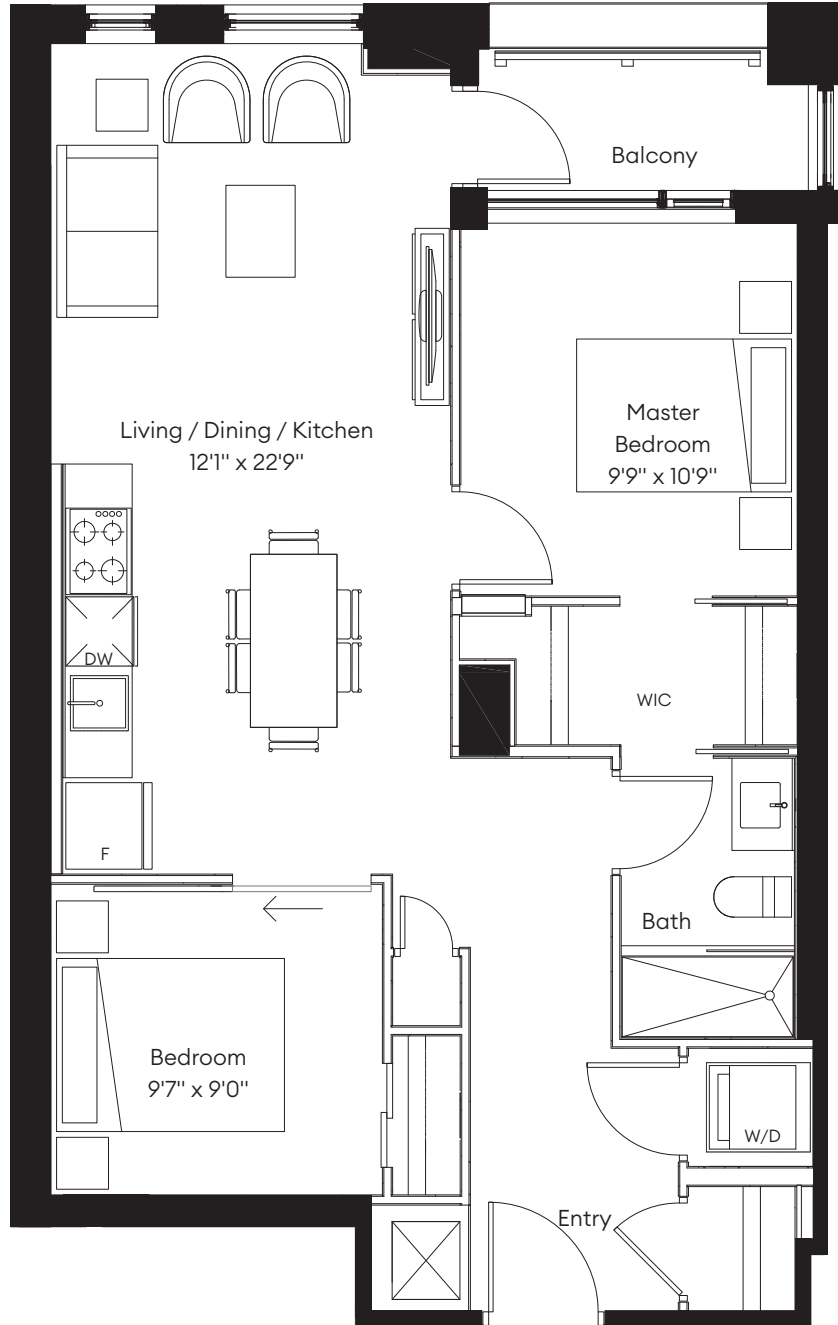 Balcony
Living / Dining / Kitchen
12'1" x 22'9"
Master
Bedroom
9'9" x 10'9"
DW
WIC
F
Bath
Bedroom
9'7" x 9'0"
W/D
Entry